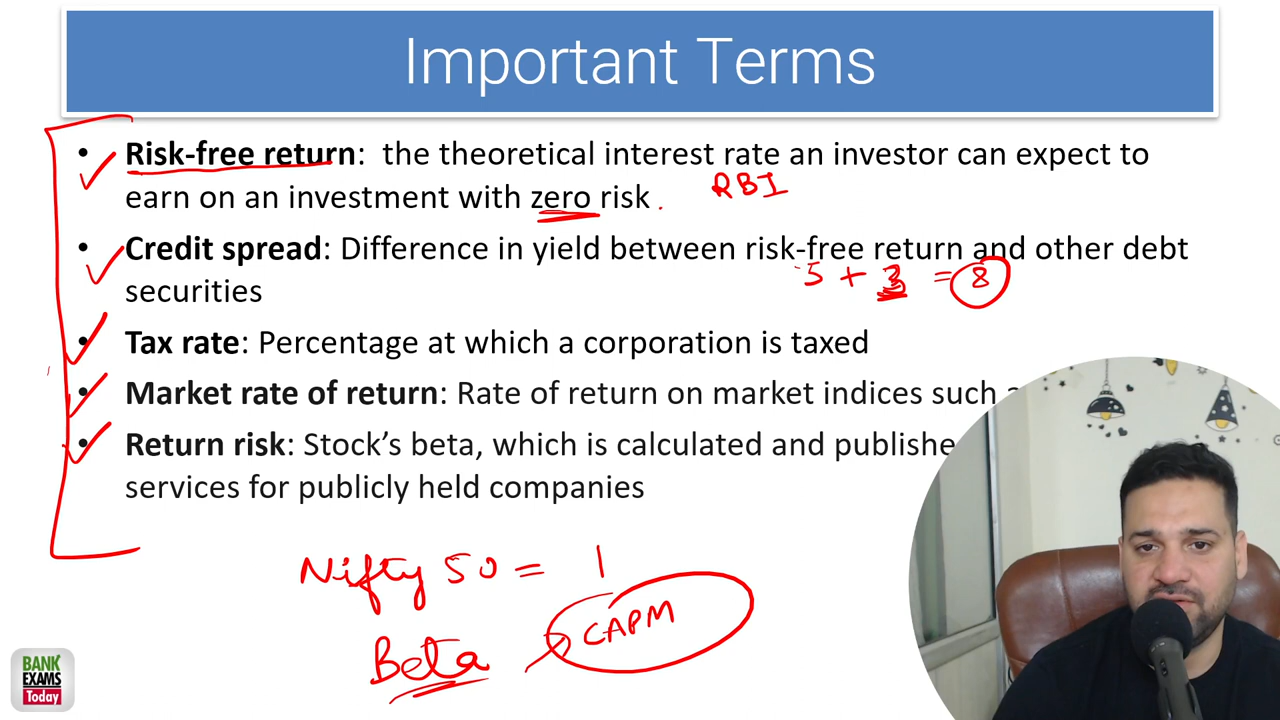 Important Terms
• Risk-free return: the theoretical interest rate an investor can expect to
earn on an investment with zero risk.
RBI
• Credit spread: Difference in yield between risk-free return and other debt
5 + 3 = 8
securities
• Tax rate: Percentage at which a corporation is taxed
• Market rate of return: Rate of return on market indices such
• Return risk: Stock's beta, which is calculated and publishe
services for publicly held companies
Nifty 50 = 1
CAPM
Beta
BANK
EXAMS
Today